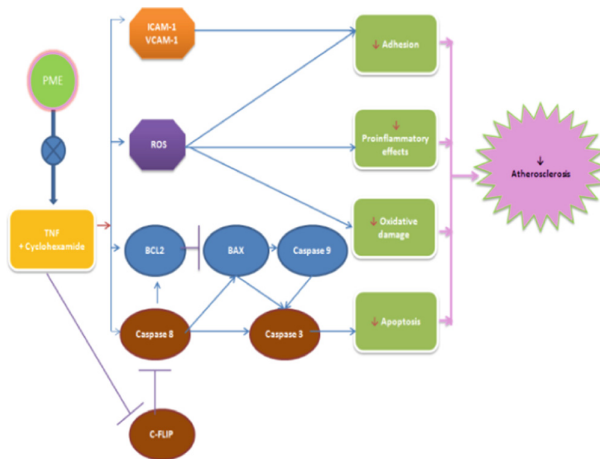 ICAM-1
VCAM-1
↓ Adhesion
PME
ROS
↓
Proinflammatory
effects
↓
Atherosclerosis
TNF
+ Cyclohexamide
BCL2
BAX
Caspase 9
↓ Oxidative
damage
Caspase 8
Caspase 3
↓ Apoptosis
C-FLIP